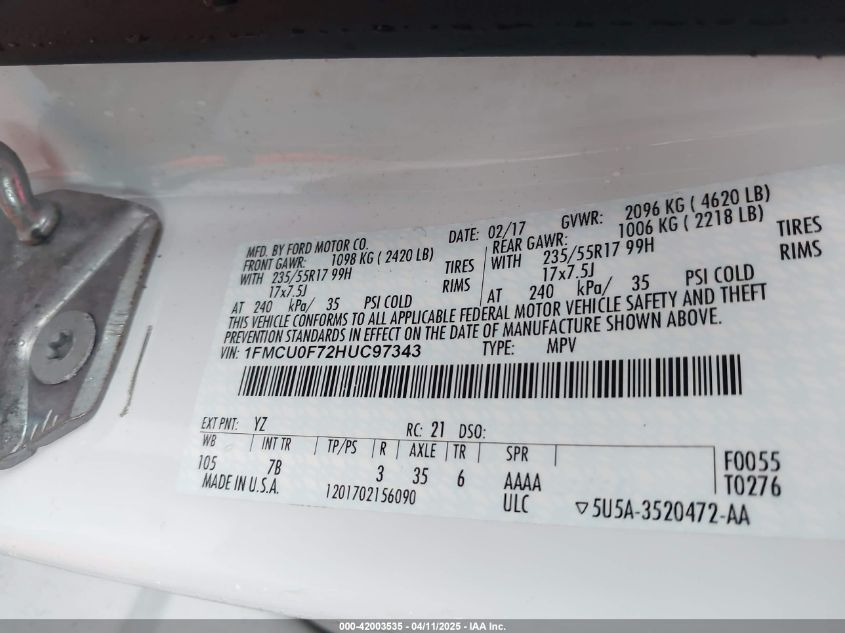 MFD. BY FORD MOTOR CO. DATE: 02/17 GVWR: 2096 KG ( 4620 LB)
FRONT GAWR: 1098 KG ( 2420 LB) REAR GAWR: 1006 KG ( 2218 LB)
WITH 235/55R17 99H TIRES WITH 235/55R17 99H TIRES
17x7.5J RIMS 17x7.5J RIMS
AT 240 kPa/ 35 PSI COLD AT 240 kPa/ 35 PSI COLD
THIS VEHICLE CONFORMS TO ALL APPLICABLE FEDERAL MOTOR VEHICLE SAFETY AND THEFT
PREVENTION STANDARDS IN EFFECT ON THE DATE OF MANUFACTURE SHOWN ABOVE.
VIN: 1FMCU0F72HUC97343 TYPE: MPV
EXT PNT: YZ RC: 21 DSO:
WB INT TR TP/PS R AXLE TR SPR
105 7B 3 35 6 AAAA F0055
MADE IN U.S.A. 1201702156090 ULC T0276
▽5U5A-3520472-AA
000-42003535 - 04/11/2025 - IAA Inc.